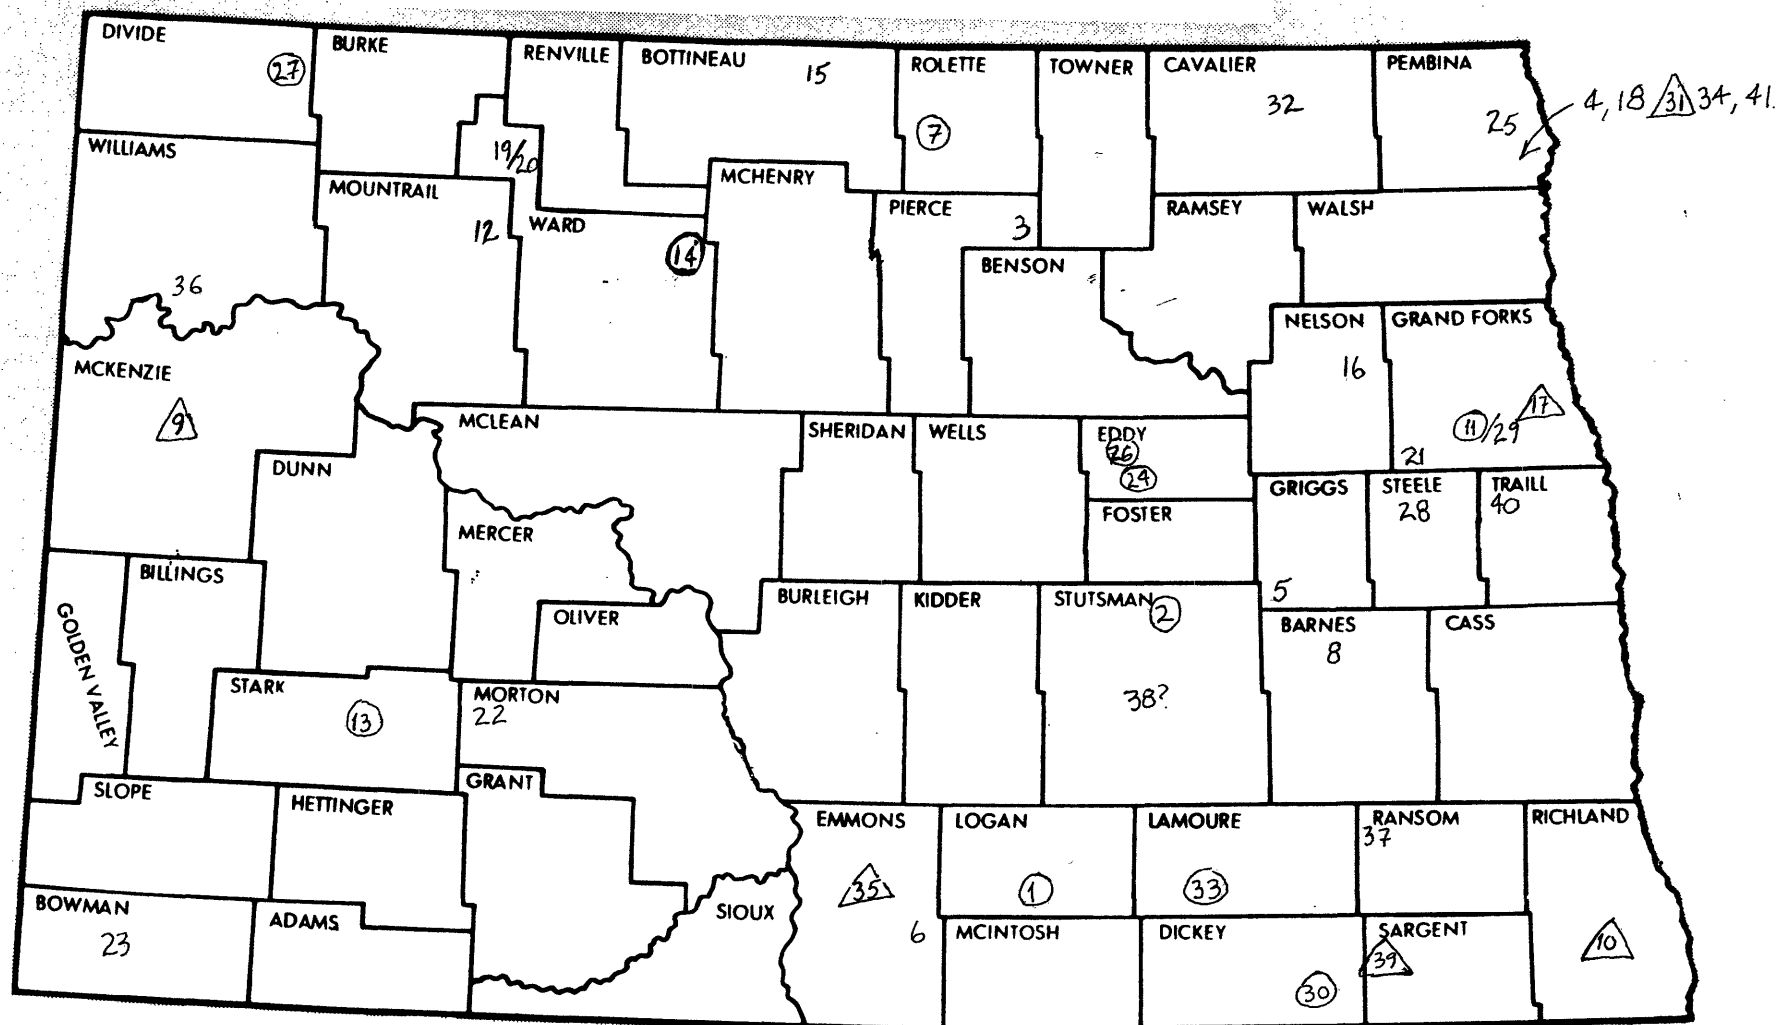 DIVIDE
27
BURKE
RENVILLE
BOTTINEAU
15
ROLETTE
7
TOWNER
CAVALIER
32
PEMBINA
25
4, 18 31 34, 41.
WILLIAMS
36
19/20
MOUNTRAIL
12
WARD
14
MCHENRY
PIERCE
3
BENSON
RAMSEY
WALSH
NELSON
16
GRAND FORKS
17
11/29
21
MCKENZIE
9
DUNN
MCLEAN
SHERIDAN
WELLS
EDDY
26
24
FOSTER
GRIGGS
5
STEELE
28
TRAILL
40
MERCER
BILLINGS
GOLDEN VALLEY
OLIVER
BURLEIGH
KIDDER
STUTSMAN
2
38?
BARNES
8
CASS
STARK
13
MORTON
22
GRANT
SLOPE
HETTINGER
EMMONS
35
6
LOGAN
1
LAMOURE
33
RANSOM
37
RICHLAND
10
BOWMAN
23
ADAMS
SIOUX
MCINTOSH
DICKEY
30
SARGENT
39